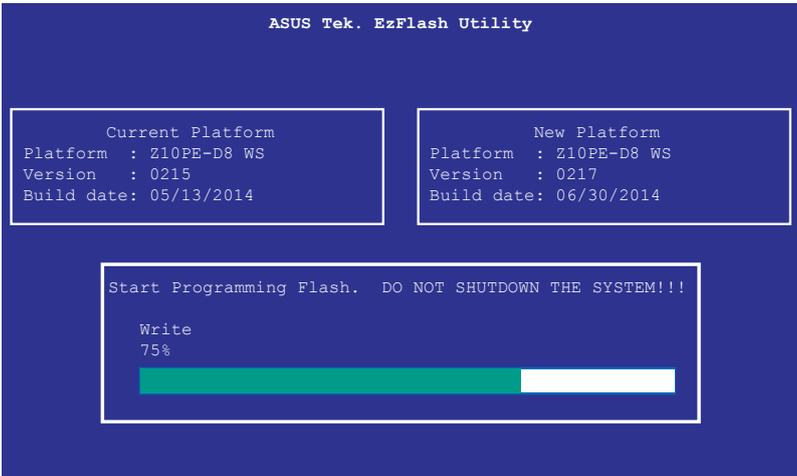 ASUS Tek. EzFlash Utility
Current Platform
Platform : Z10PE-D8 WS
Version : 0215
Build date: 05/13/2014
New Platform
Platform : Z10PE-D8 WS
Version : 0217
Build date: 06/30/2014
Start Programming Flash. DO NOT SHUTDOWN THE SYSTEM!!!
Write
75%